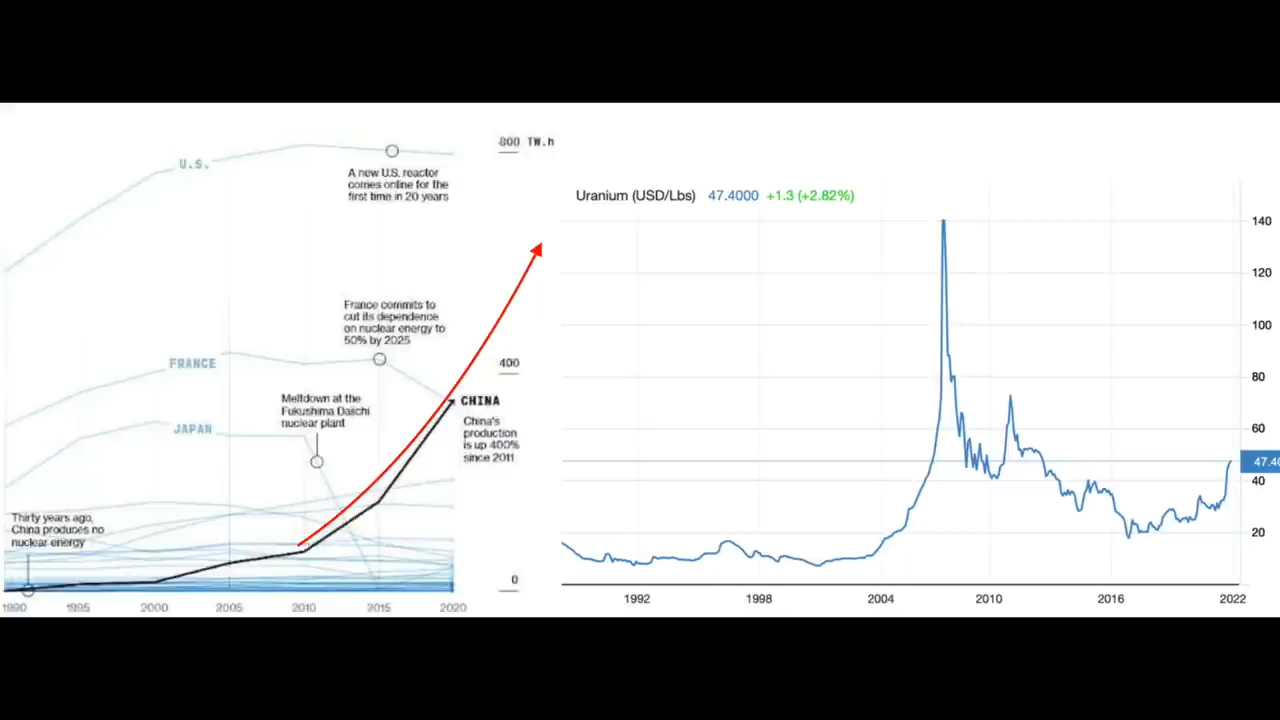 U.S.
800 TW.h
A new U.S. reactor
comes online for the
first time in 20 years
France commits to
cut its dependence
on nuclear energy to
50% by 2025
FRANCE
400
Meltdown at the
Fukushima Daiichi
nuclear plant
CHINA
China's
production
is up 400%
since 2011
JAPAN
Thirty years ago,
China produces no
nuclear energy
0
1990 1995 2000 2005 2010 2015 2020
Uranium (USD/Lbs) 47.4000 +1.3 (+2.82%)
140
120
100
80
60
47.40
40
20
1992 1998 2004 2010 2016 2022